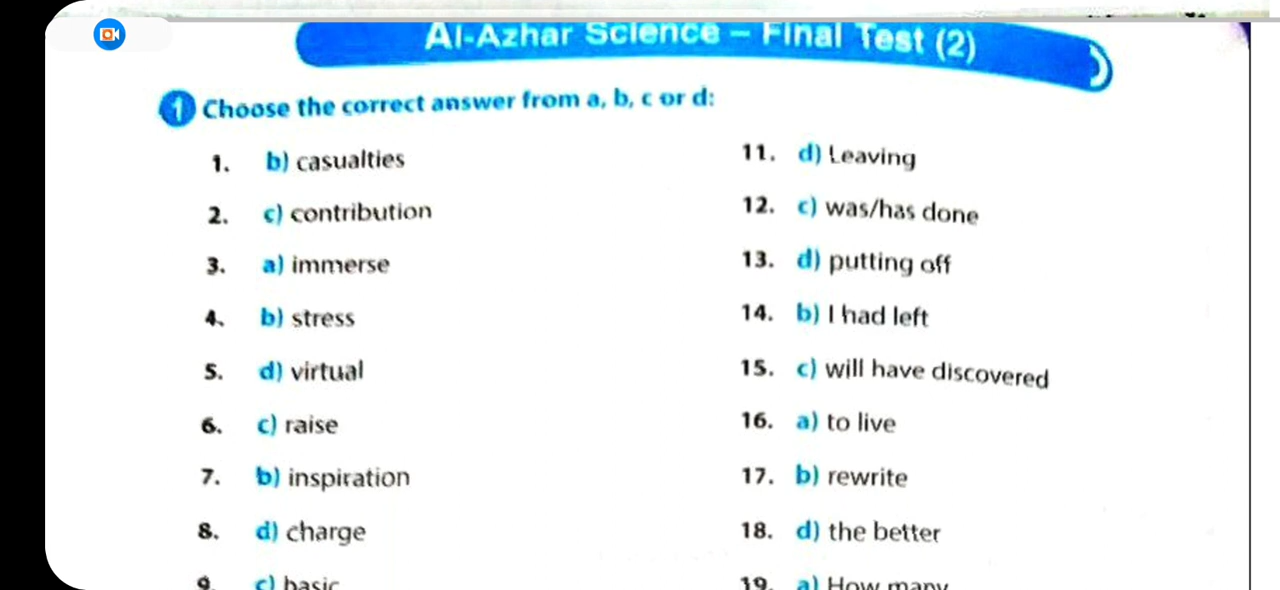 Al-Azhar Science – Final Test (2)
1 Choose the correct answer from a, b, c or d:
1. b) casualties
2. c) contribution
3. a) immerse
4. b) stress
5. d) virtual
6. c) raise
7. b) inspiration
8. d) charge
9. c) basic
11. d) Leaving
12. c) was/has done
13. d) putting off
14. b) I had left
15. c) will have discovered
16. a) to live
17. b) rewrite
18. d) the better
19. a) How many